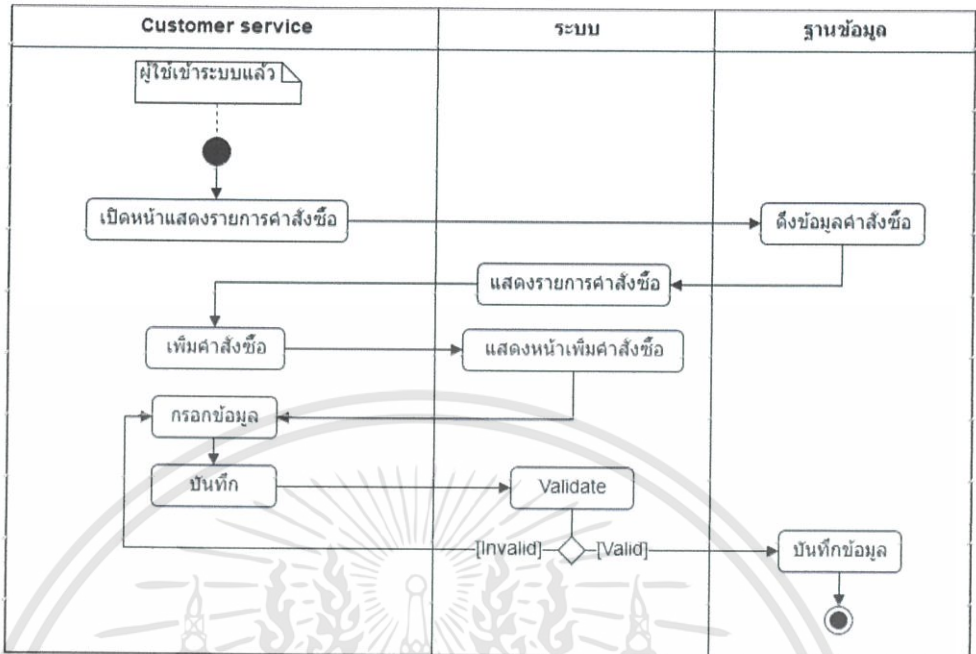 Customer service
ระบบ
ฐานข้อมูล
ผู้ใช้เข้าระบบแล้ว
เปิดหน้าแสดงรายการคำสั่งซื้อ
ดึงข้อมูลคำสั่งซื้อ
แสดงรายการคำสั่งซื้อ
เพิ่มคำสั่งซื้อ
แสดงหน้าเพิ่มคำสั่งซื้อ
กรอกข้อมูล
บันทึก
Validate
[Invalid]
[Valid]
บันทึกข้อมูล